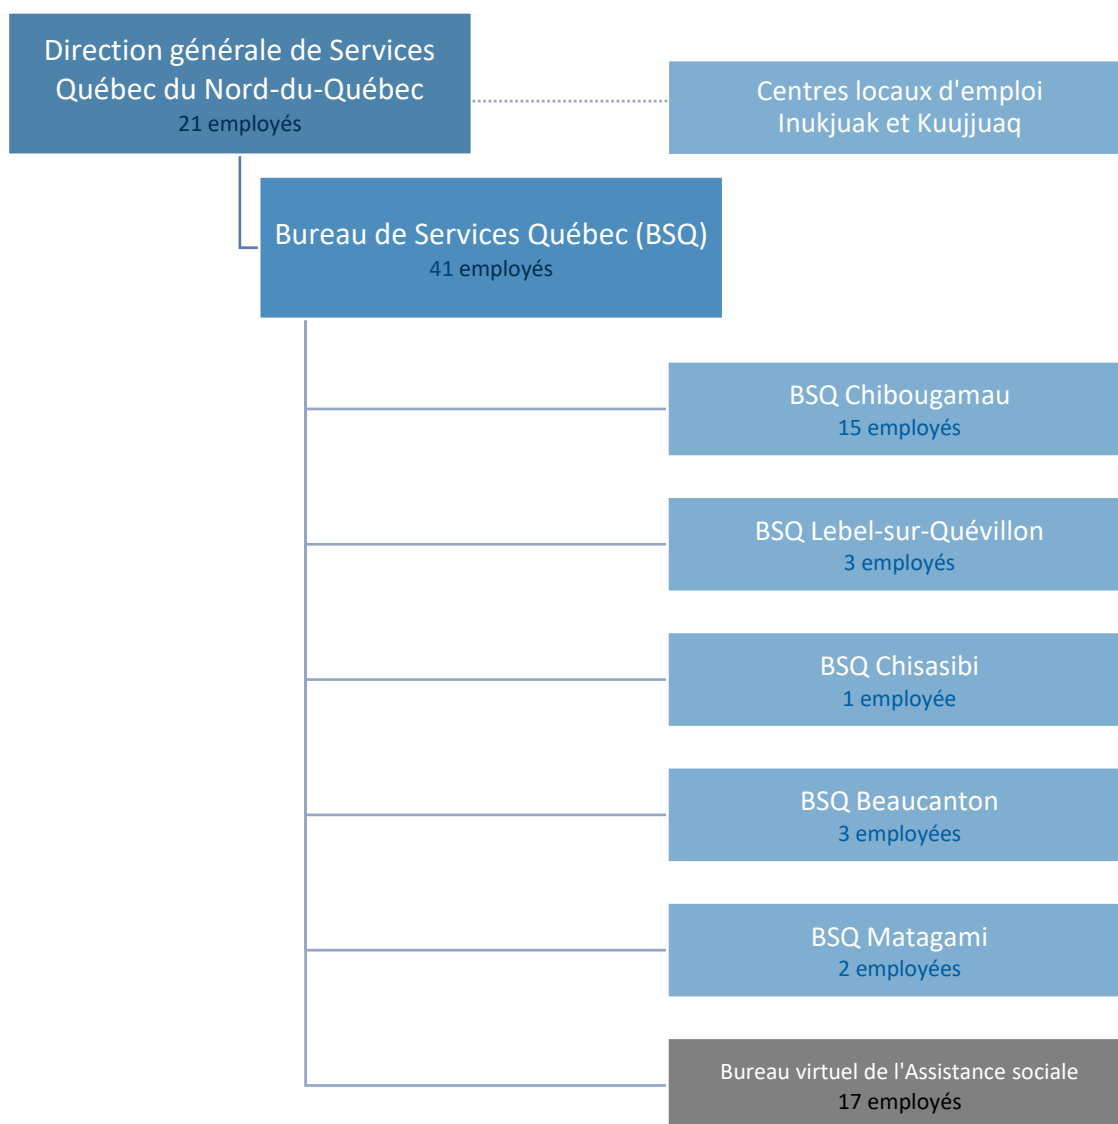 Direction générale de Services
Québec du Nord-du-Québec
21 employés
Centres locaux d'emploi
Inukjuak et Kuujjuaq
Bureau de Services Québec (BSQ)
41 employés
BSQ Chibougamau
15 employés
BSQ Lebel-sur-Quévillon
3 employés
BSQ Chisasibi
1 employée
BSQ Beaucanton
3 employées
BSQ Matagami
2 employées
Bureau virtuel de l'Assistance sociale
17 employés